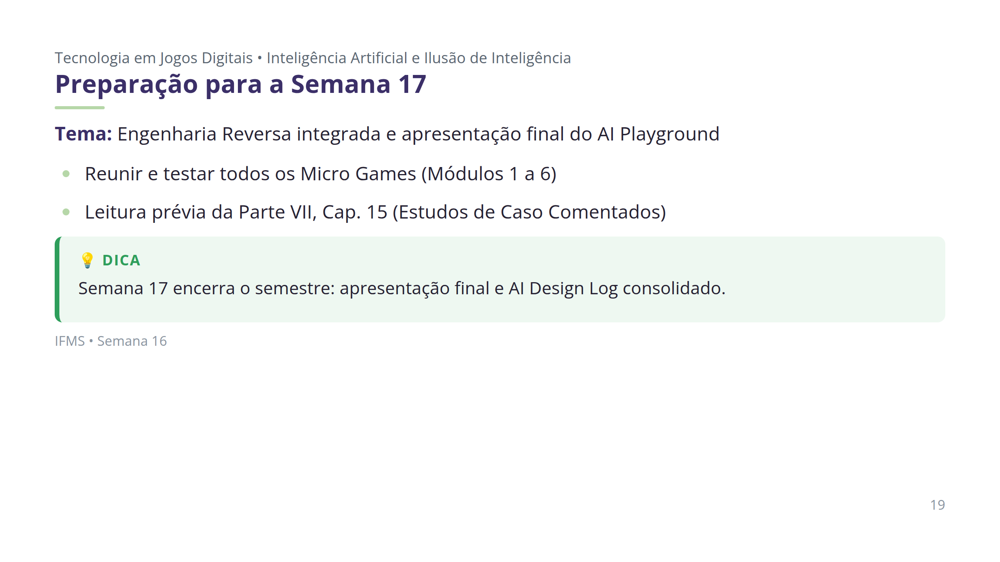 Tecnologia em Jogos Digitais • Inteligência Artificial e Ilusão de Inteligência
Preparação para a Semana 17
Tema: Engenharia Reversa integrada e apresentação final do AI Playground
• Reunir e testar todos os Micro Games (Módulos 1 a 6)
• Leitura prévia da Parte VII, Cap. 15 (Estudos de Caso Comentados)
💡 DICA
Semana 17 encerra o semestre: apresentação final e AI Design Log consolidado.
IFMS • Semana 16
19